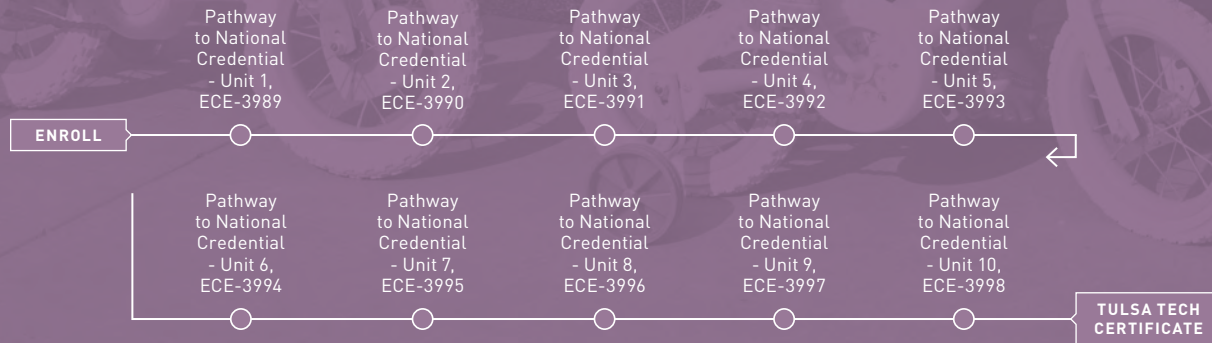 Pathway
to National
Credential
- Unit 1,
ECE-3989
Pathway
to National
Credential
- Unit 2,
ECE-3990
Pathway
to National
Credential
- Unit 3,
ECE-3991
Pathway
to National
Credential
- Unit 4,
ECE-3992
Pathway
to National
Credential
- Unit 5,
ECE-3993
ENROLL
Pathway
to National
Credential
- Unit 6,
ECE-3994
Pathway
to National
Credential
- Unit 7,
ECE-3995
Pathway
to National
Credential
- Unit 8,
ECE-3996
Pathway
to National
Credential
- Unit 9,
ECE-3997
Pathway
to National
Credential
- Unit 10,
ECE-3998
TULSA TECH
CERTIFICATE